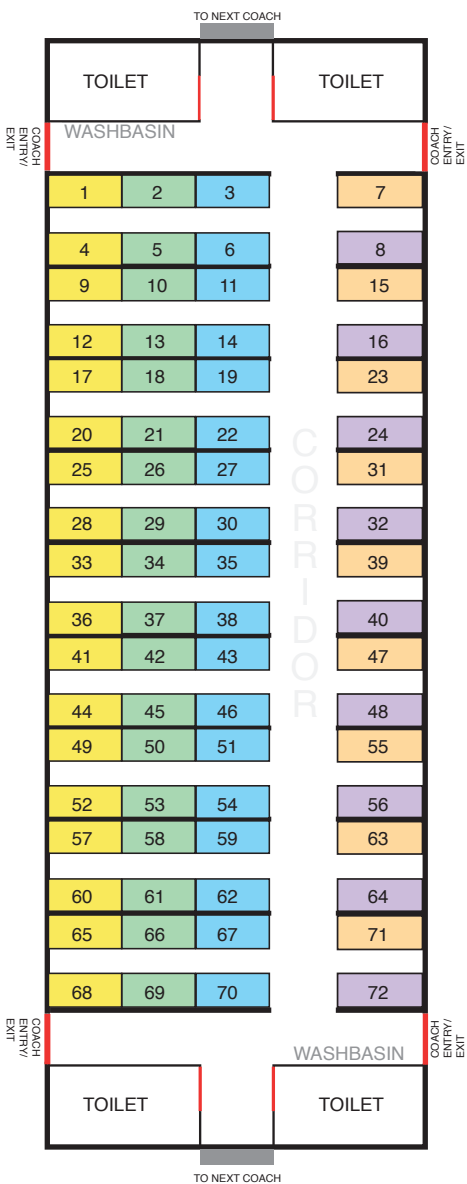 TO NEXT COACH
TOILET TOILET
COACH ENTRY/ EXIT
WASHBASIN
COACH ENTRY/ EXIT
1 2 3 7
4 5 6 8
9 10 11 15
12 13 14 16
17 18 19 23
20 21 22 24
25 26 27 31
28 29 30 32
33 34 35 39
36 37 38 40
41 42 43 47
44 45 46 48
49 50 51 55
52 53 54 56
57 58 59 63
60 61 62 64
65 66 67 71
68 69 70 72
CORRIDOR
COACH ENTRY/ EXIT
WASHBASIN
COACH ENTRY/ EXIT
TOILET TOILET
TO NEXT COACH